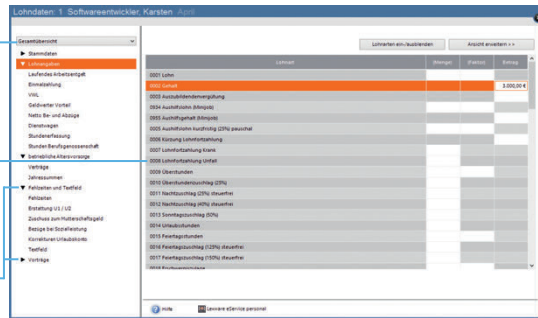 Lohndaten: 1 Softwareentwickler, Karsten April
Gesamtübersicht
Lohnarten ein-/ausblenden
Ansicht erweitern >>
Stammdaten
Lohnangaben
Laufendes Arbeitsentgelt
Einmalzahlung
VWL
Geldwerter Vorteil
Netto Be- und Abzüge
Dienstwagen
Stundenerfassung
Stunden Berufsgenossenschaft
betriebliche Altersvorsorge
Verträge
Jahressummen
Fehlzeiten und Textfeld
Fehlzeiten
Erstattung U1 / U2
Zuschuss zum Mutterschaftsgeld
Bezüge bei Sozialleistung
Korrekturen Urlaubskonto
Textfeld
Vorträge
Lohnart
(Menge)
(Faktor)
Betrag
0001 Lohn
0002 Gehalt
3.000,00 €
0003 Auszubildendenvergütung
0004 Aushilfslohn (Minijob)
0005 Aushilfslohn kurzfristig (25%) pauschal
0006 Kürzung Lohnfortzahlung
0007 Lohnfortzahlung Krank
0008 Lohnfortzahlung Unfall
0009 Überstunden
0010 Überstundenzuschlag (25%)
0011 Nachtzuschlag (25%) steuerfrei
0012 Nachtzuschlag (40%) steuerfrei
0013 Sonntagszuschlag (50%)
0014 Urlaubsstunden
0015 Feiertagsstunden
0016 Feiertagszuschlag (125%) steuerfrei
0017 Feiertagszuschlag (150%) steuerfrei
Hilfe
Lexware eService personal